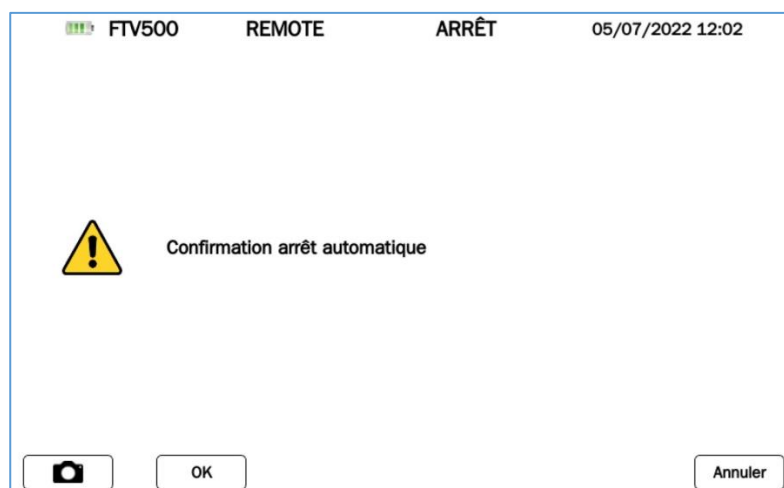 FTV500 REMOTE ARRÊT 05/07/2022 12:02
Confirmation arrêt automatique
OK Annuler